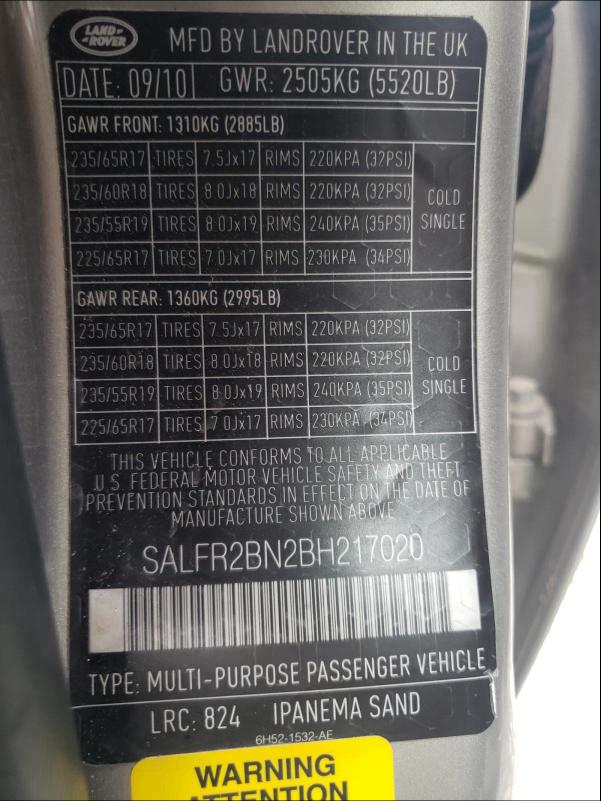 LAND ROVER
MFD BY LANDROVER IN THE UK
DATE: 09/10 GWR: 2505KG (5520LB)
GAWR FRONT: 1310KG (2885LB)
235/65R17 TIRES 7.5Jx17 RIMS 220KPA (32PSI)
235/60R18 TIRES 8.0Jx18 RIMS 220KPA (32PSI)
COLD SINGLE
235/55R19 TIRES 8.0Jx19 RIMS 240KPA (35PSI)
225/65R17 TIRES 7.0Jx17 RIMS 230KPA (34PSI)
GAWR REAR: 1360KG (2995LB)
235/65R17 TIRES 7.5Jx17 RIMS 220KPA (32PSI)
235/60R18 TIRES 8.0Jx18 RIMS 220KPA (32PSI)
COLD SINGLE
235/55R19 TIRES 8.0Jx19 RIMS 240KPA (35PSI)
225/65R17 TIRES 7.0Jx17 RIMS 230KPA (34PSI)
THIS VEHICLE CONFORMS TO ALL APPLICABLE
U.S. FEDERAL MOTOR VEHICLE SAFETY AND THEFT
PREVENTION STANDARDS IN EFFECT ON THE DATE OF
MANUFACTURE SHOWN ABOVE
SALFR2BN2BH217020
TYPE: MULTI-PURPOSE PASSENGER VEHICLE
LRC: 824 IPANEMA SAND
6H52-1532-AE
WARNING
ATTENTION